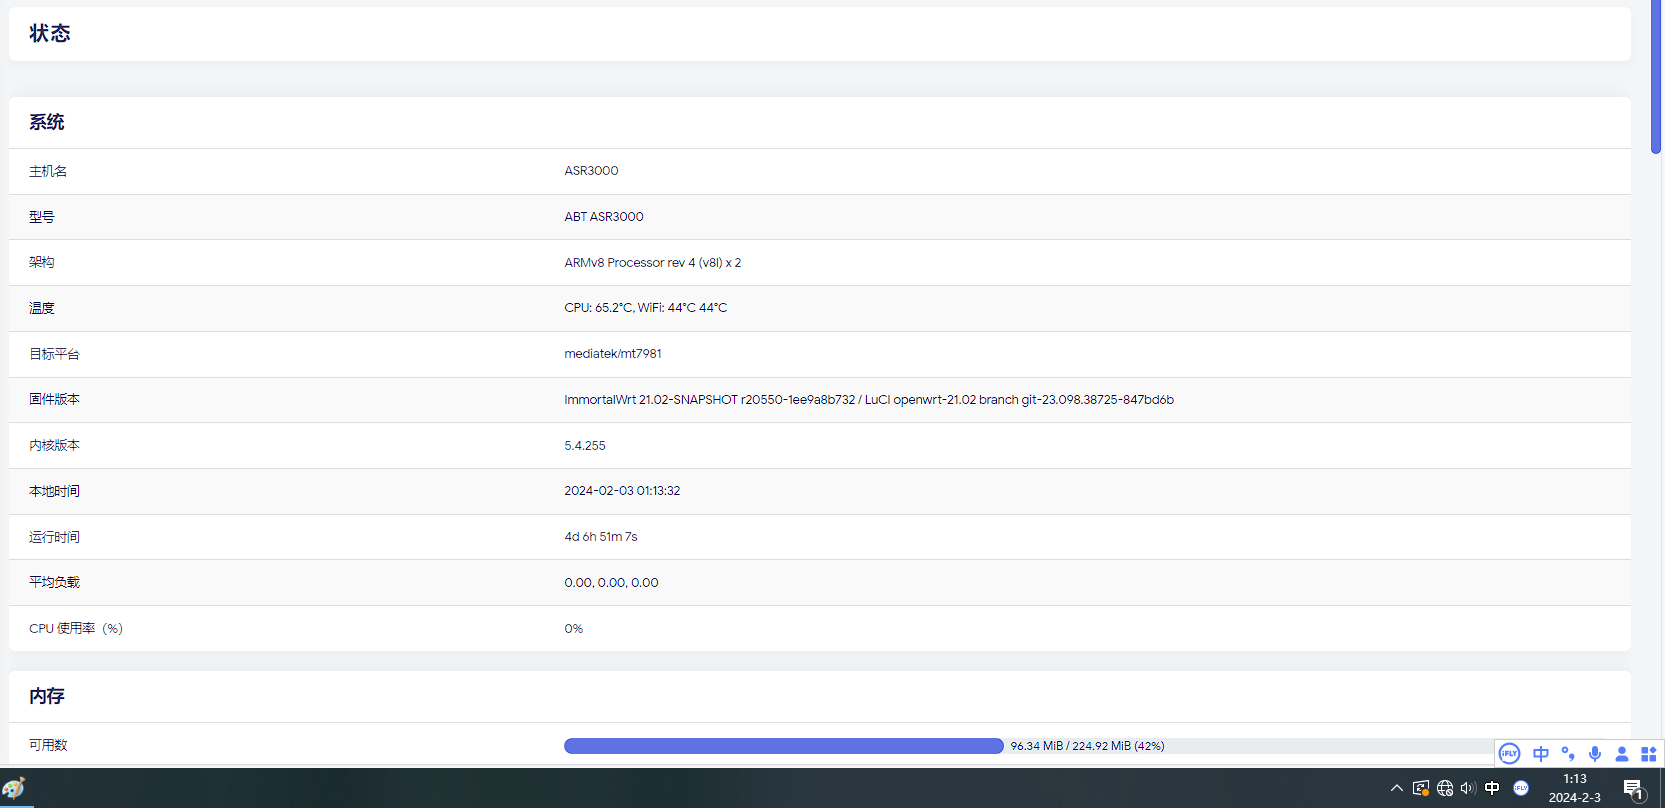 状态
系统
主机名 ASR3000
型号 ABT ASR3000
架构 ARMv8 Processor rev 4 (v8l) x 2
温度 CPU: 65.2°C, WiFi: 44°C 44°C
目标平台 mediatek/mt7981
固件版本 ImmortalWrt 21.02-SNAPSHOT r20550-1ee9a8b732 / LuCI openwrt-21.02 branch git-23.098.38725-847bd6b
内核版本 5.4.255
本地时间 2024-02-03 01:13:32
运行时间 4d 6h 51m 7s
平均负载 0.00, 0.00, 0.00
CPU 使用率（%） 0%
内存
可用数 96.34 MiB / 224.92 MiB (42%)
iFLY 中
中 iFLY 1:13
2024-2-3 1